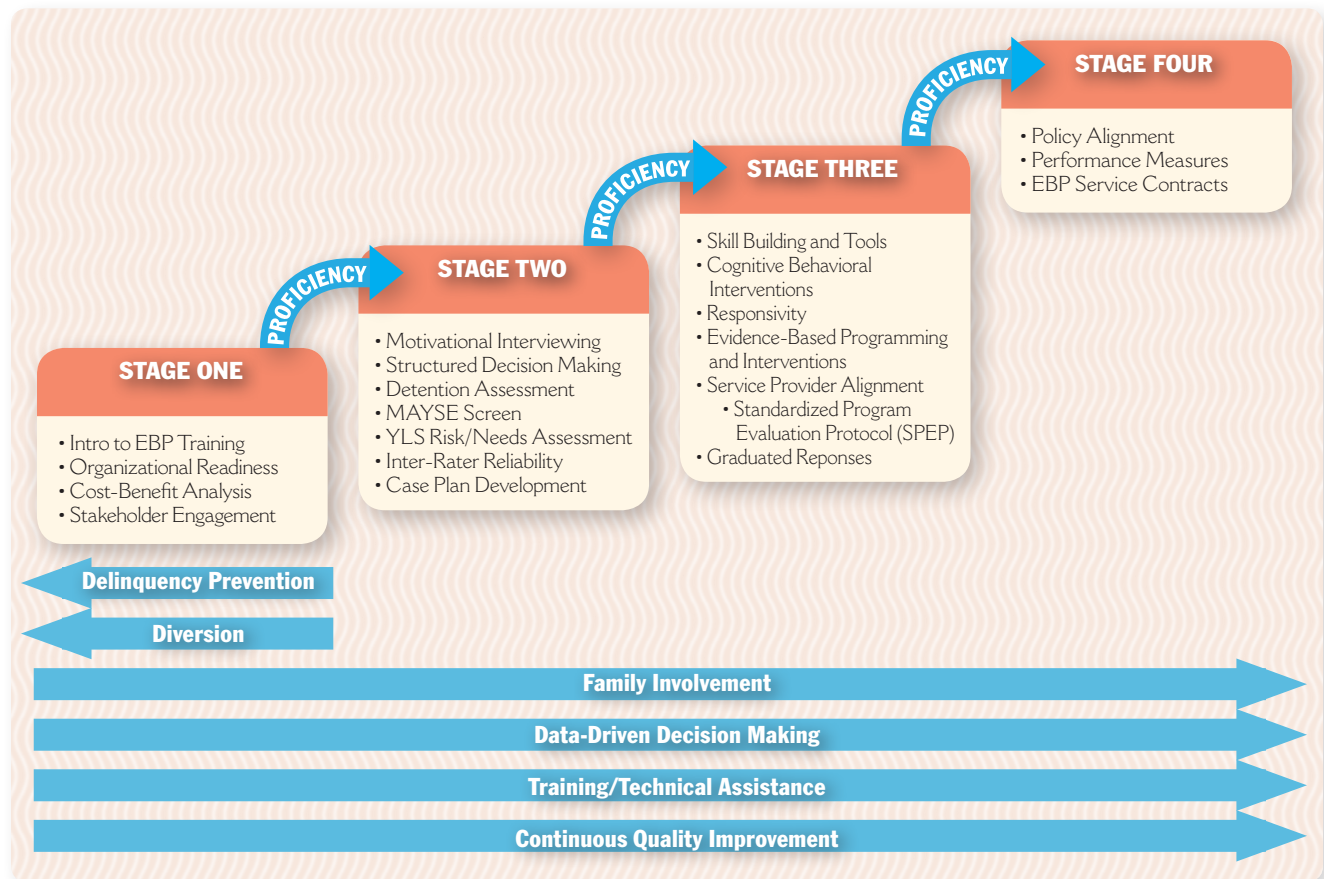 STAGE ONE
• Intro to EBP Training
• Organizational Readiness
• Cost-Benefit Analysis
• Stakeholder Engagement
PROFICIENCY
STAGE TWO
• Motivational Interviewing
• Structured Decision Making
• Detention Assessment
• MAYSE Screen
• YLS Risk/Needs Assessment
• Inter-Rater Reliability
• Case Plan Development
PROFICIENCY
STAGE THREE
• Skill Building and Tools
• Cognitive Behavioral
Interventions
• Responsivity
• Evidence-Based Programming
and Interventions
• Service Provider Alignment
• Standardized Program
Evaluation Protocol (SPEP)
• Graduated Reponses
PROFICIENCY
STAGE FOUR
• Policy Alignment
• Performance Measures
• EBP Service Contracts
Delinquency Prevention
Diversion
Family Involvement
Data-Driven Decision Making
Training/Technical Assistance
Continuous Quality Improvement